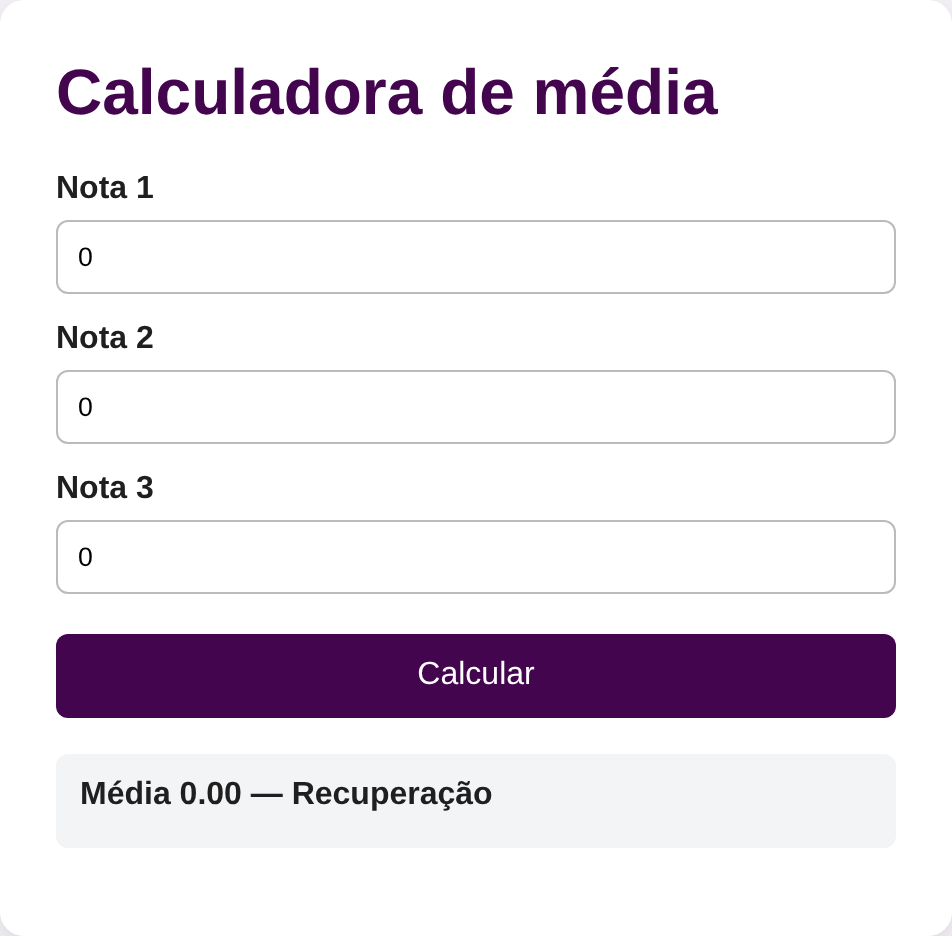 Calculadora de média
Nota 1
0
Nota 2
0
Nota 3
0
Calcular
Média 0.00 — Recuperação